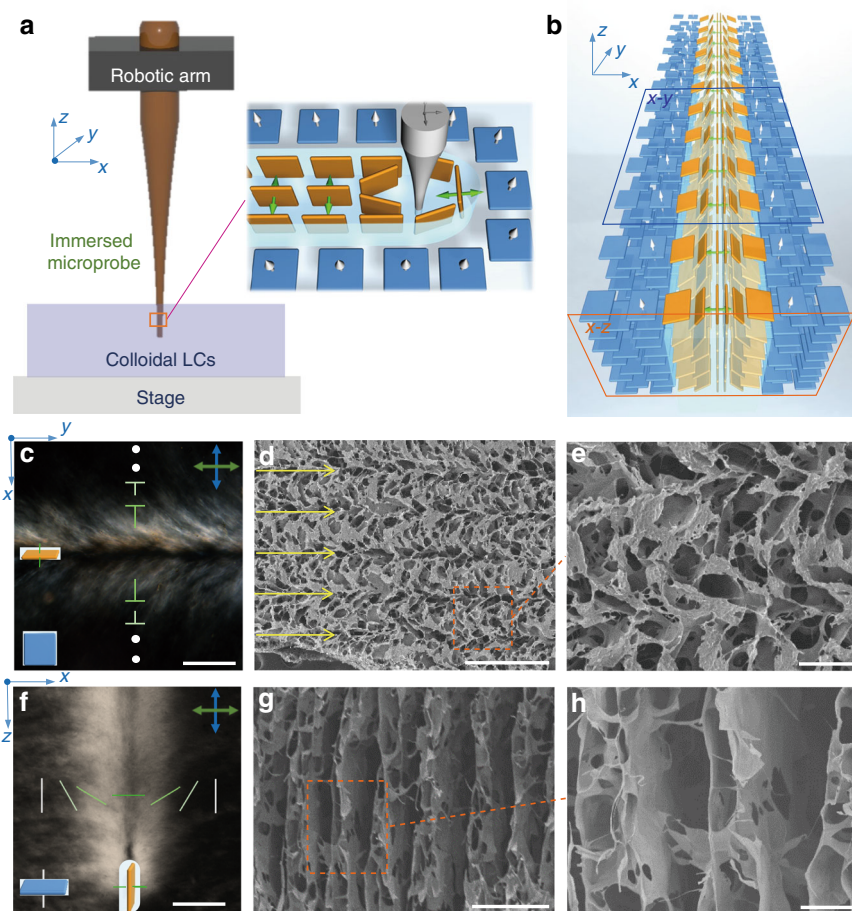 a
Robotic arm
z
y
x
Immersed
microprobe
Colloidal LCs
Stage
b
z
y
x
x-y
x-z
y
x
c
d
e
x
z
f
g
h